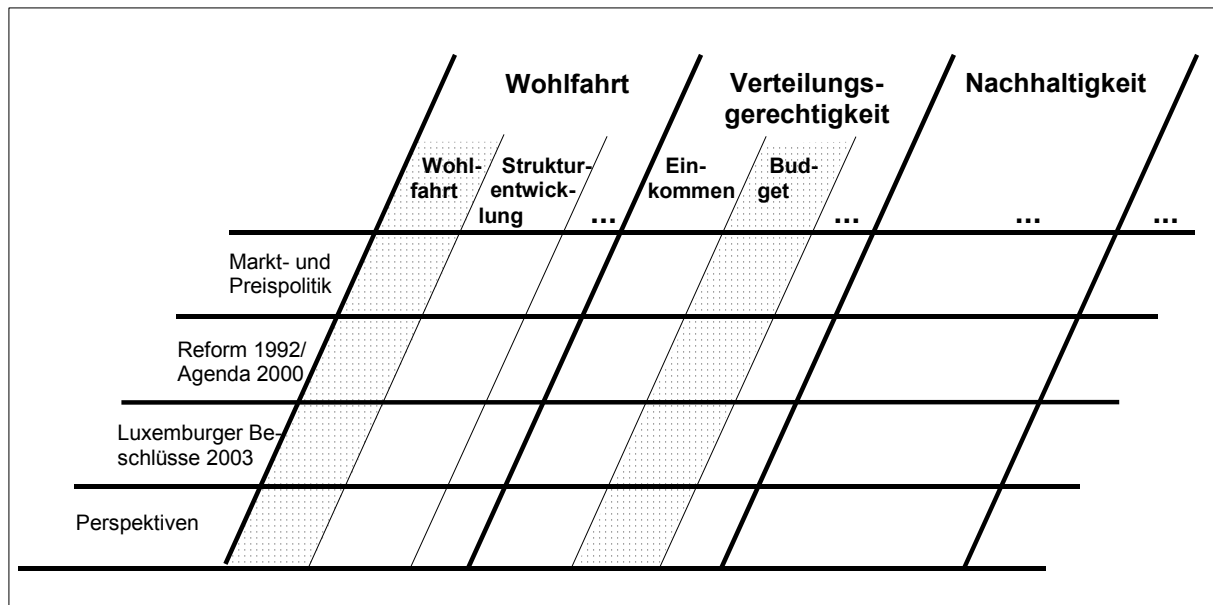 Wohlfahrt
Verteilungs-
gerechtigkeit
Nachhaltigkeit
Wohl-
fahrt
Struktur-
entwick-
lung
...
Ein-
kommen
Bud-
get
...
...
...
Markt- und
Preispolitik
Reform 1992/
Agenda 2000
Luxemburger Be-
schlüsse 2003
Perspektiven